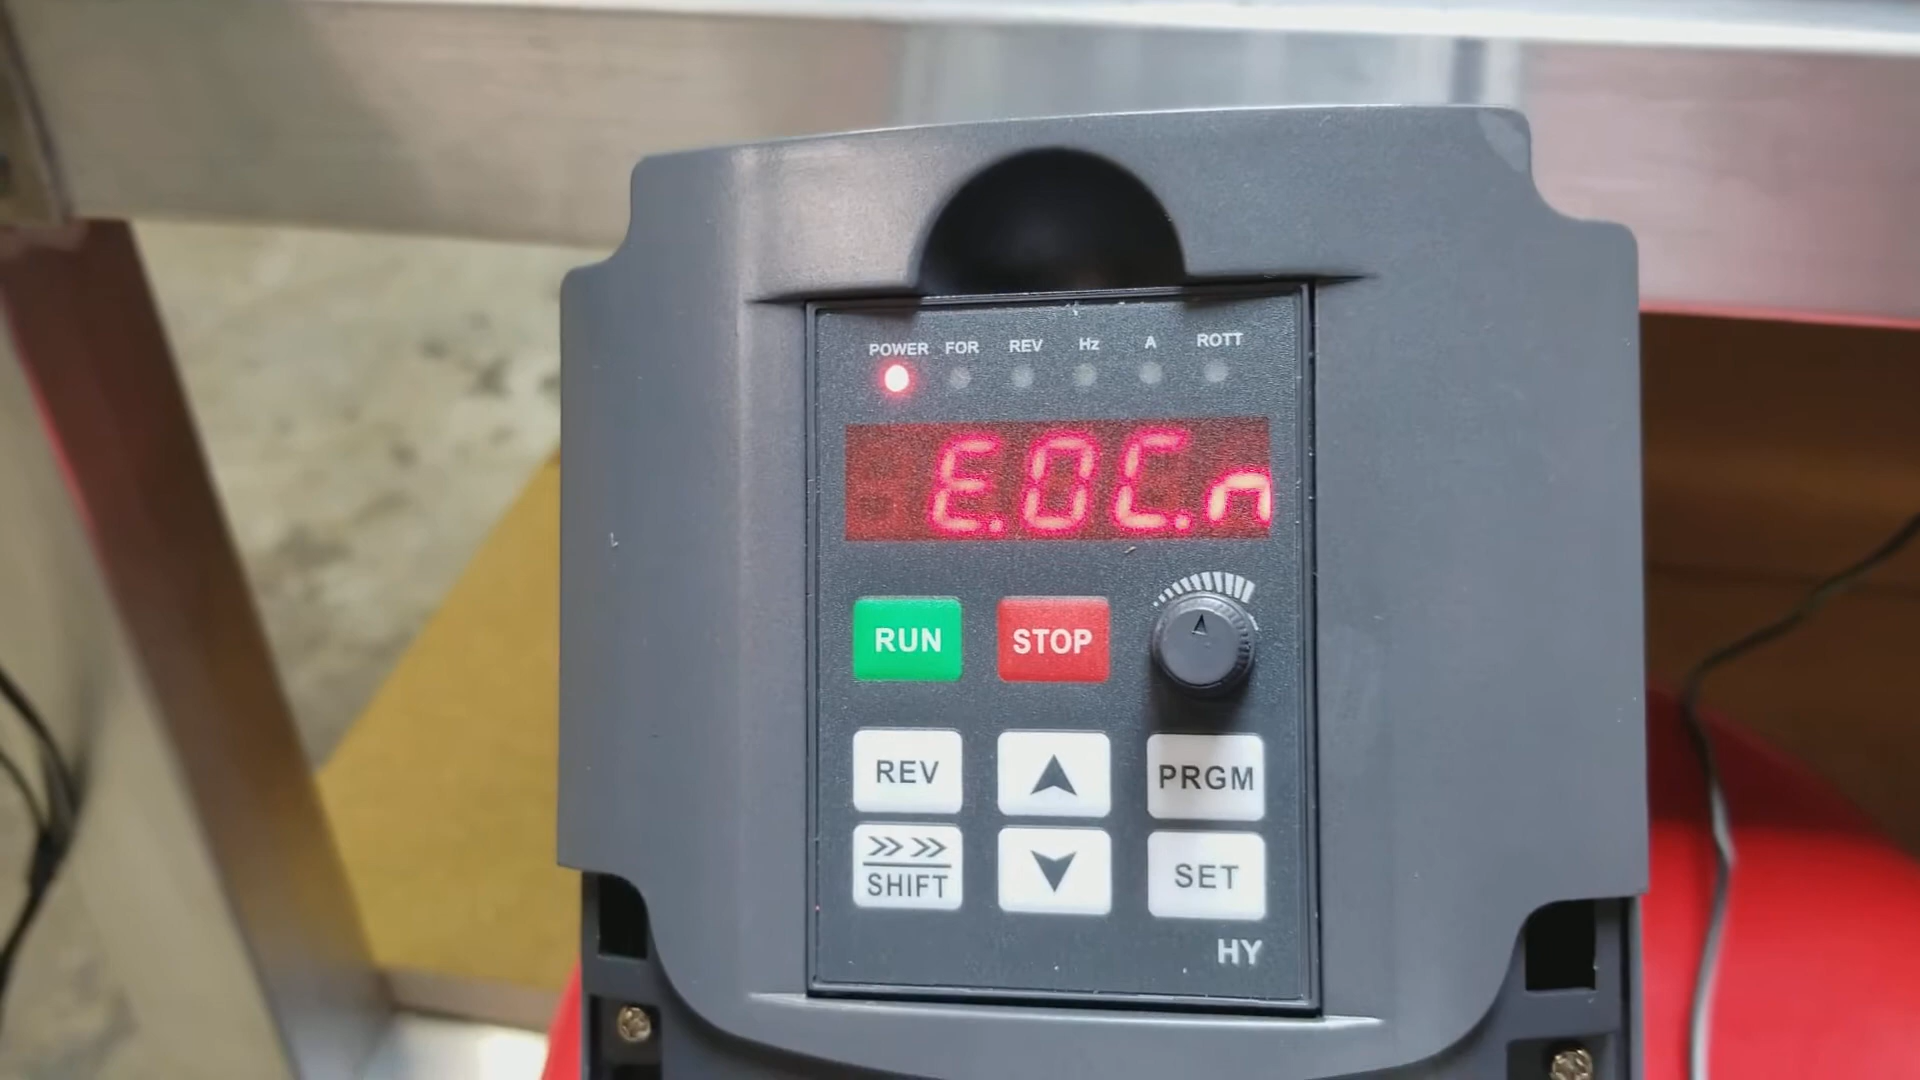 POWER FOR REV Hz A ROTT
E.OC.n
RUN STOP
REV PRGM
SHIFT SET
HY